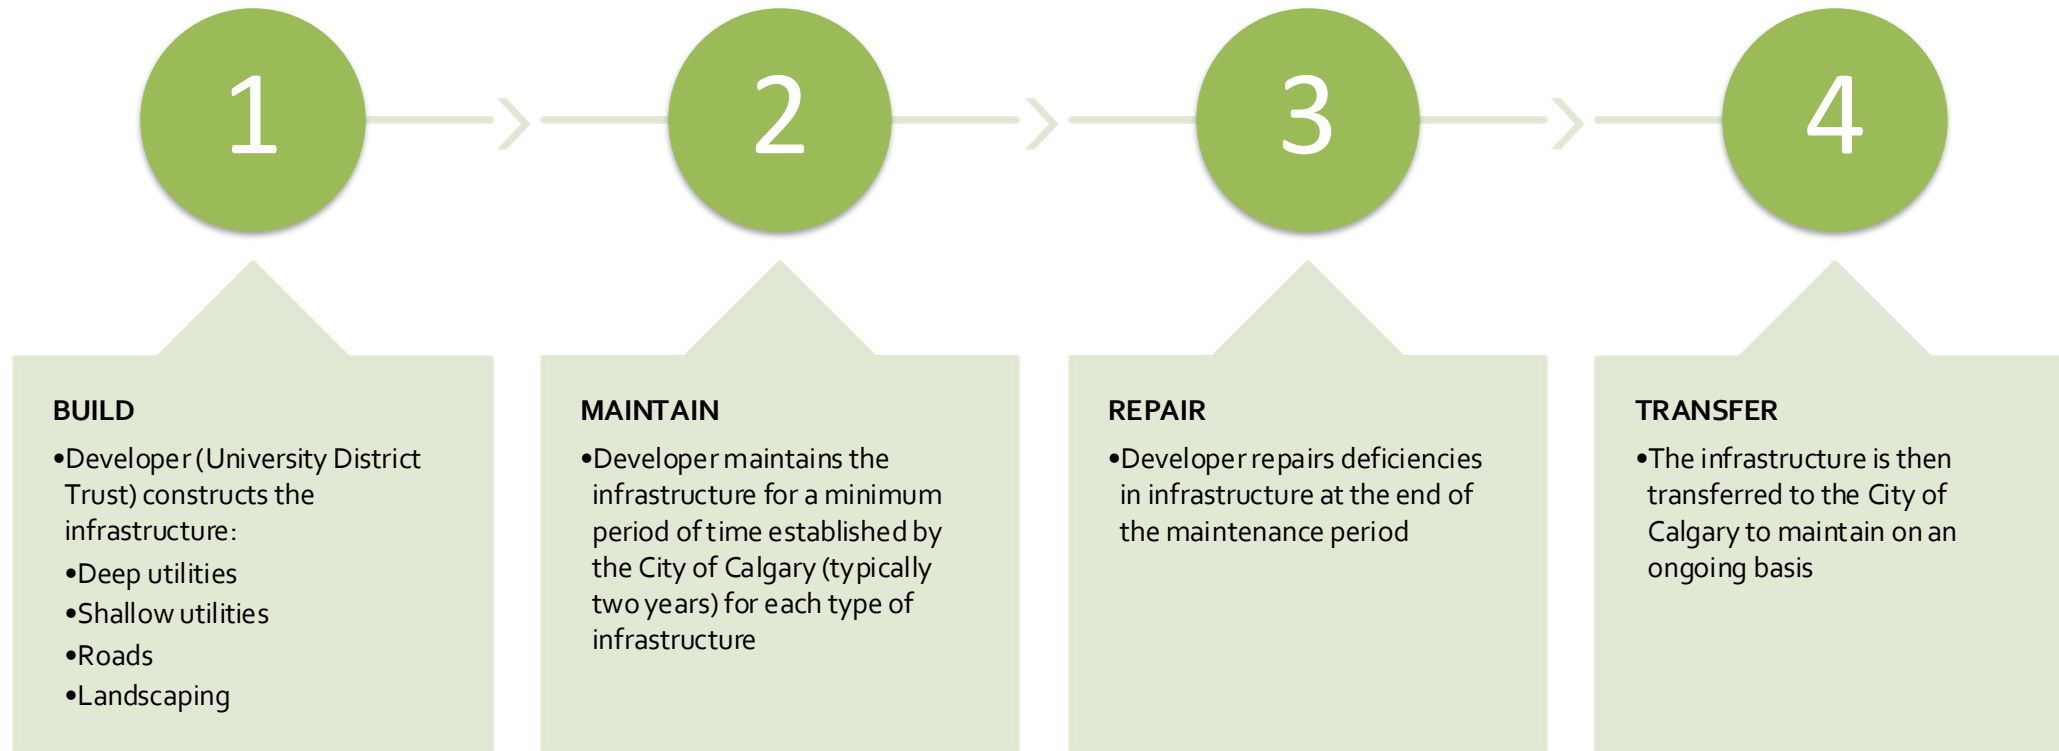 1
2
3
4
BUILD
•Developer (University District
Trust) constructs the
infrastructure:
•Deep utilities
•Shallow utilities
•Roads
•Landscaping
MAINTAIN
•Developer maintains the
infrastructure for a minimum
period of time established by
the City of Calgary (typically
two years) for each type of
infrastructure
REPAIR
•Developer repairs deficiencies
in infrastructure at the end of
the maintenance period
TRANSFER
•The infrastructure is then
transferred to the City of
Calgary to maintain on an
ongoing basis